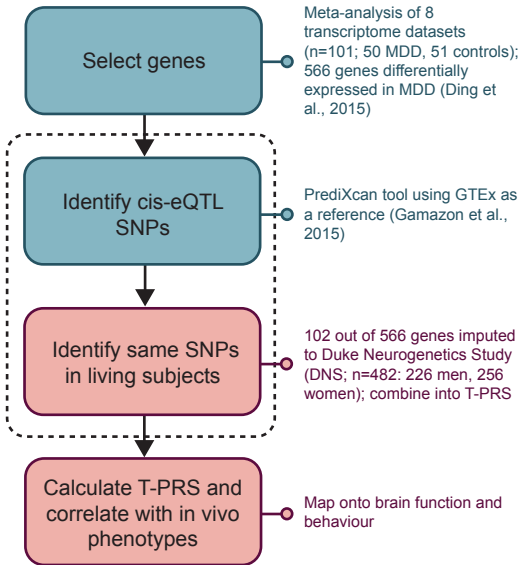 Select genes
Meta-analysis of 8
transcriptome datasets
(n=101; 50 MDD, 51 controls);
566 genes differentially
expressed in MDD (Ding et
al., 2015)
Identify cis-eQTL
SNPs
PrediXcan tool using GTEx as
a reference (Gamazon et al.,
2015)
Identify same SNPs
in living subjects
102 out of 566 genes imputed
to Duke Neurogenetics Study
(DNS; n=482: 226 men, 256
women); combine into T-PRS
Calculate T-PRS and
correlate with in vivo
phenotypes
Map onto brain function and
behaviour